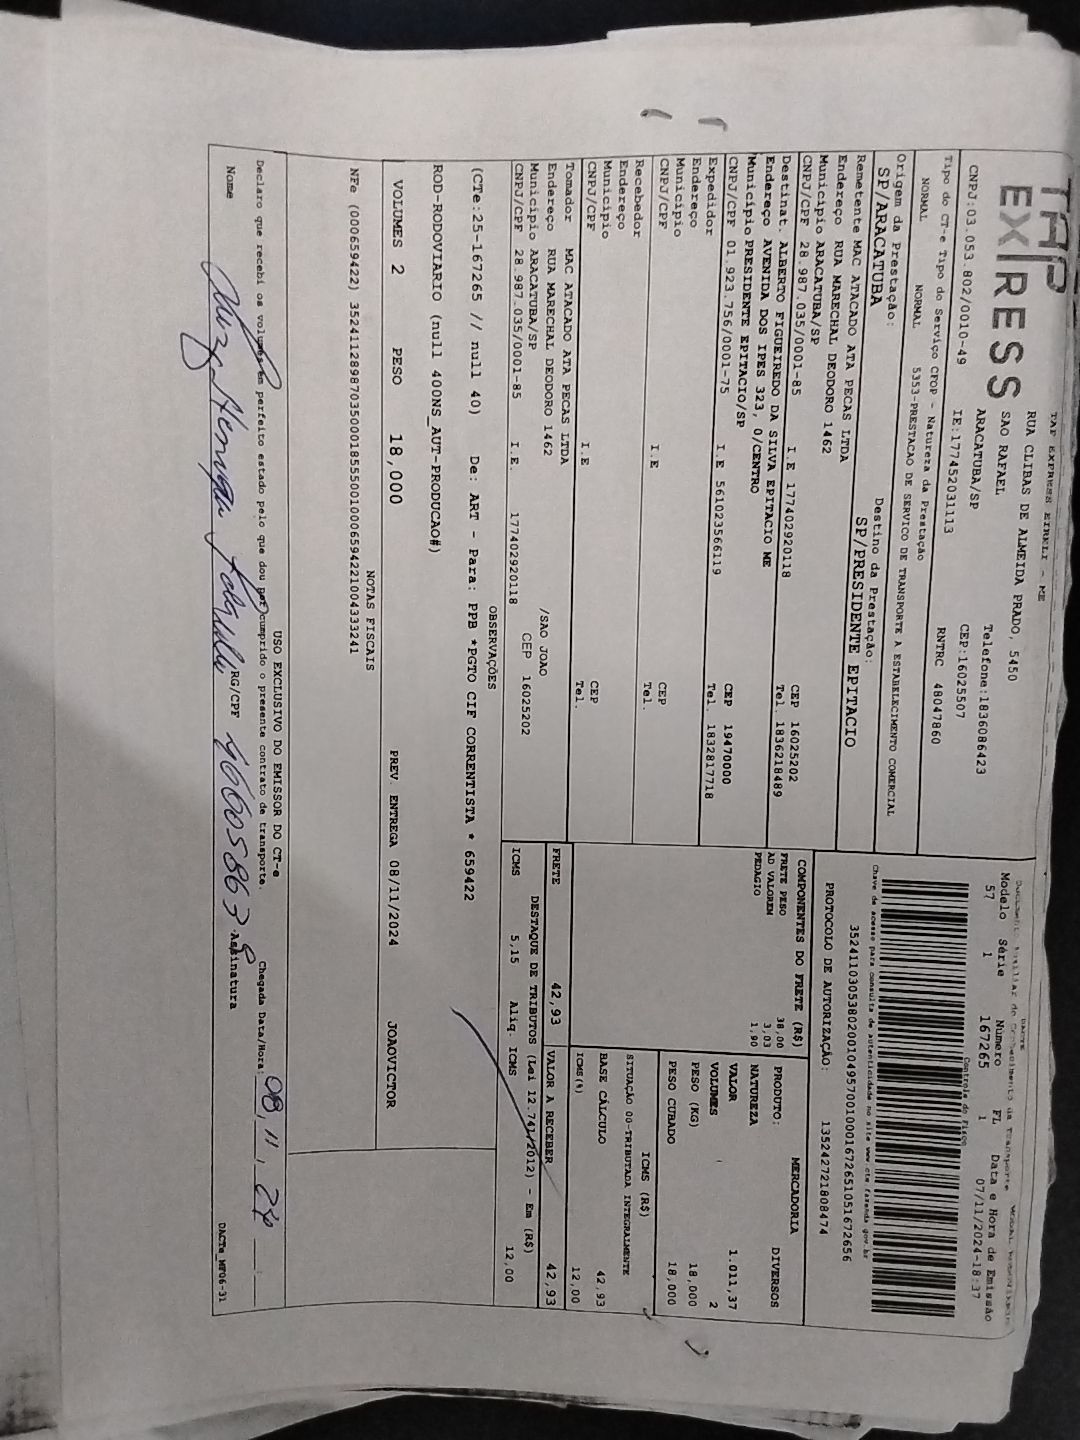 TAP EXPRESS EIRELI - ME
TAP
EXPRESS
RUA CLIBAS DE ALMEIDA PRADO, 5450
SAO RAFAEL
Telefone:1836086423
ARACATUBA/SP
CEP:16025507
CNPJ:03.053.802/0010-49
IE:177452031113
RNTRC 48047860
Tipo do CT-e Tipo do Serviço CFOP - Natureza da Prestação
NORMAL NORMAL 5353-PRESTACAO DE SERVICO DE TRANSPORTE A ESTABELECIMENTO COMERCIAL
Origem da Prestação: Destino da Prestação:
SP/ARACATUBA SP/PRESIDENTE EPITACIO
Remetente MAC ATACADO ATA PECAS LTDA
Endereço RUA MARECHAL DEODORO 1462
Município ARACATUBA/SP CEP 16025202
CNPJ/CPF 28.987.035/0001-85 I.E 177402920118 Tel. 1836218489
Destinat. ALBERTO FIGUEIREDO DA SILVA EPITACIO ME
Endereço AVENIDA DOS IPES 323, 0/CENTRO
Município PRESIDENTE EPITACIO/SP CEP 19470000
CNPJ/CPF 01.923.756/0001-75 I.E 561023566119 Tel. 1832817718
Expedidor
Endereço
Município CEP
CNPJ/CPF I.E Tel.
Recebedor
Endereço
Município CEP
CNPJ/CPF I.E Tel.
Tomador MAC ATACADO ATA PECAS LTDA
Endereço RUA MARECHAL DEODORO 1462 /SAO JOAO
Município ARACATUBA/SP CEP 16025202
CNPJ/CPF 28.987.035/0001-85 I.E. 177402920118
Modelo Série Número FL Data e Hora de Emissão
57 1 167265 1 07/11/2024-18:37
Controle do Fisco
Chave de acesso para consulta de autenticidade no site www.cte.fazenda.gov.br
35241103053802001049570010001672651051672656
PROTOCOLO DE AUTORIZAÇÃO: 135242721808474
COMPONENTES DO FRETE (R$)
FRETE PESO 38,00
AD VALOREM 3,03
PEDAGIO 1,90
MERCADORIA
PRODUTO: DIVERSOS
NATUREZA
VALOR 1.011,37
VOLUMES 2
PESO (KG) 18,000
PESO CUBADO 18,000
ICMS (R$)
SITUAÇÃO 00-TRIBUTADA INTEGRALMENTE
BASE CÁLCULO 42,93
ICMS(%) 12,00
FRETE 42,93 VALOR A RECEBER 42,93
DESTAQUE DE TRIBUTOS (Lei 12.741/2012) - Em (R$)
ICMS 5,15 Aliq. ICMS 12,00
OBSERVAÇÕES
(CTe:25-167265 // null 40) De: ART - Para: PPB *PGTO CIF CORRENTISTA * 659422
ROD-RODOVIARIO (null 400NS_AUT-PRODUCAO#)
VOLUMES 2 PESO 18,000 PREV. ENTREGA 08/11/2024 JOAOVICTOR
NOTAS FISCAIS
NFe (000659422) 35241128987035000185550010006594221004333241
USO EXCLUSIVO DO EMISSOR DO CT-e
Declaro que recebi os volumes em perfeito estado pelo que dou por cumprido o presente contrato de transporte. Chegada Data/Hora: 08, 11, 24
Nome RG/CPF Assinatura
DACTe_MF06-31